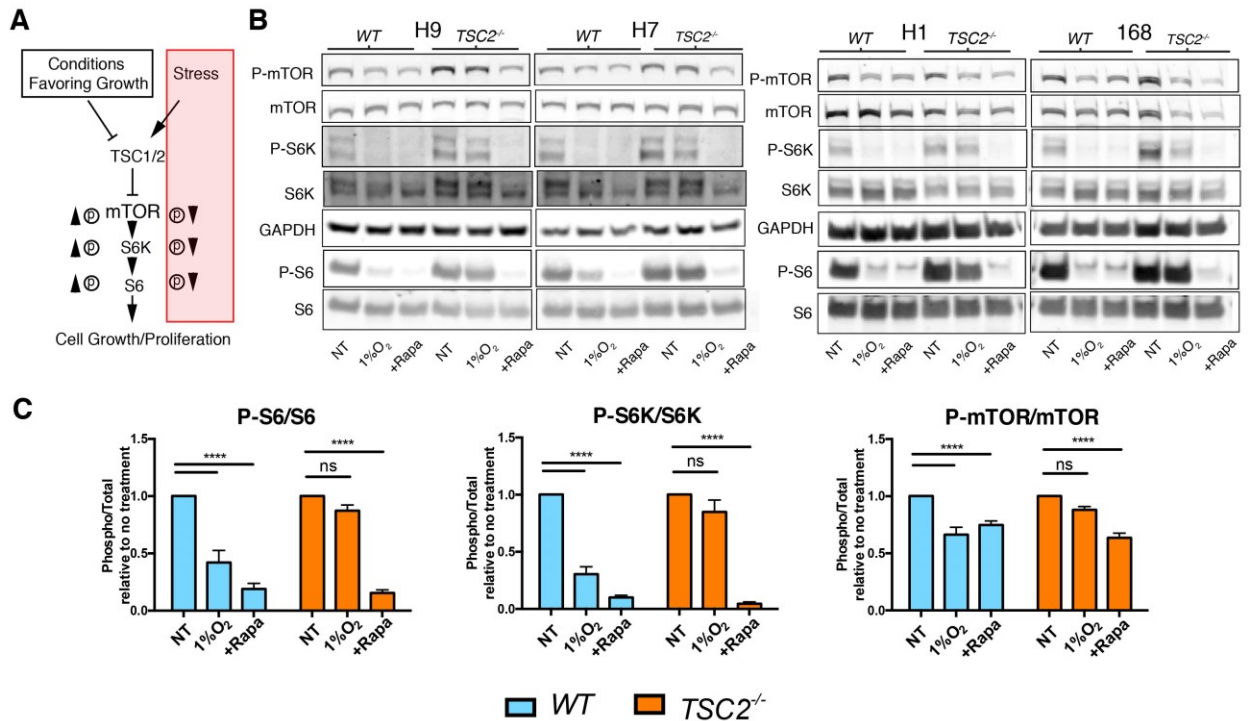 A
Conditions
Favoring Growth
Stress
TSC1/2
P mTOR P
P S6K P
P S6 P
Cell Growth/Proliferation
B
H9 H7
WT TSC2-/- WT TSC2-/-
P-mTOR
mTOR
P-S6K
S6K
GAPDH
P-S6
S6
NT 1%O2 +Rapa NT 1%O2 +Rapa NT 1%O2 +Rapa NT 1%O2 +Rapa
H1 168
WT TSC2-/- WT TSC2-/-
P-mTOR
mTOR
P-S6K
S6K
GAPDH
P-S6
S6
NT 1%O2 +Rapa NT 1%O2 +Rapa NT 1%O2 +Rapa NT 1%O2 +Rapa
C
P-S6/S6
Phospho/Total
relative to no treatment
1.5
1.0
0.5
0.0
****
****
ns
NT 1%O2 +Rapa NT 1%O2 +Rapa
P-S6K/S6K
Phospho/Total
relative to no treatment
1.5
1.0
0.5
0.0
****
****
ns
NT 1%O2 +Rapa NT 1%O2 +Rapa
P-mTOR/mTOR
Phospho/Total
relative to no treatment
1.5
1.0
0.5
0.0
****
****
ns
NT 1%O2 +Rapa NT 1%O2 +Rapa
WT TSC2-/-